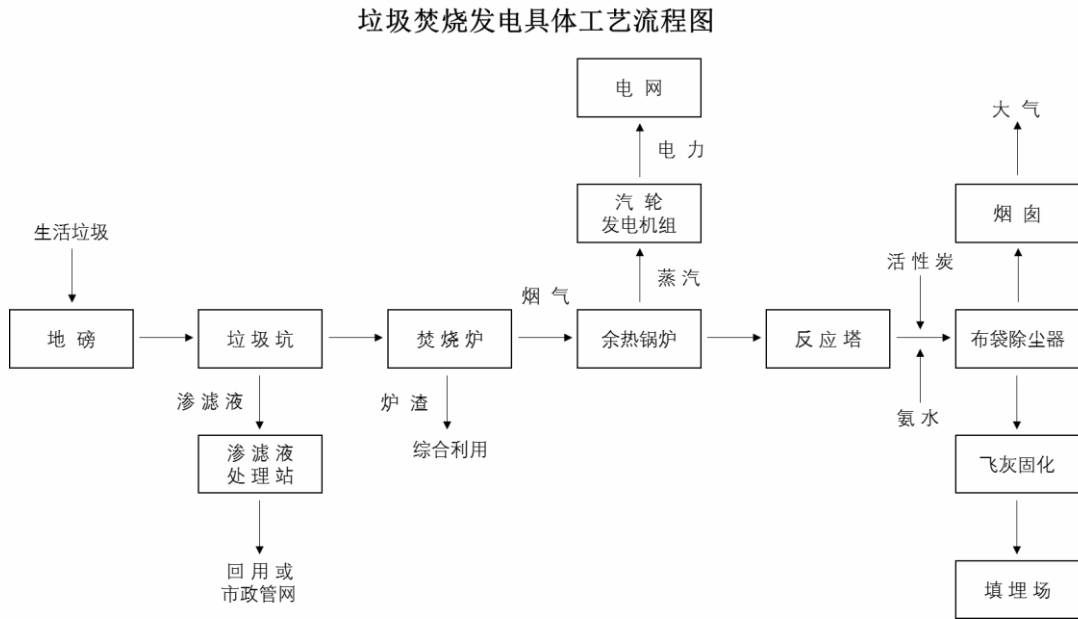 垃圾焚烧发电具体工艺流程图
电网
大气
电力
汽轮
发电机组
烟囱
生活垃圾
活性炭
蒸汽
烟气
地磅
垃圾坑
焚烧炉
余热锅炉
反应塔
布袋除尘器
渗滤液
炉渣
氨水
综合利用
渗滤液
处理站
飞灰固化
回用或
市政管网
填埋场